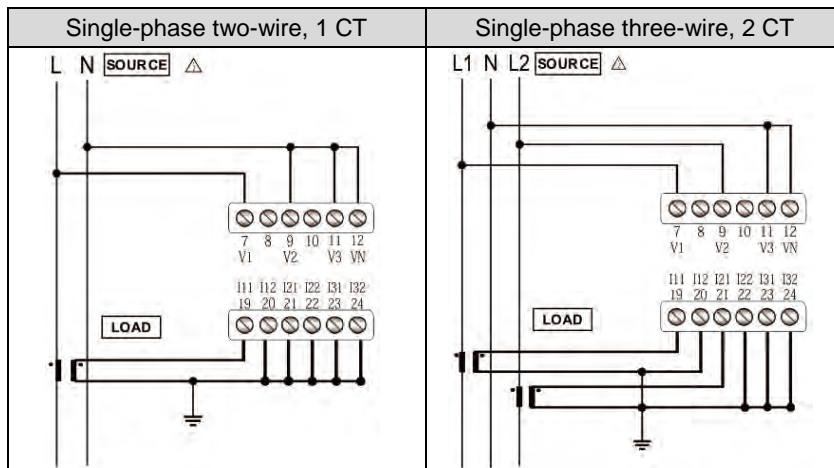 Single-phase two-wire, 1 CT
L N SOURCE ⚠
7 8 9 10 11 12
V1 V2 V3 VN
I11 I12 I21 I22 I31 I32
19 20 21 22 23 24
LOAD
Single-phase three-wire, 2 CT
L1 N L2 SOURCE ⚠
7 8 9 10 11 12
V1 V2 V3 VN
I11 I12 I21 I22 I31 I32
19 20 21 22 23 24
LOAD